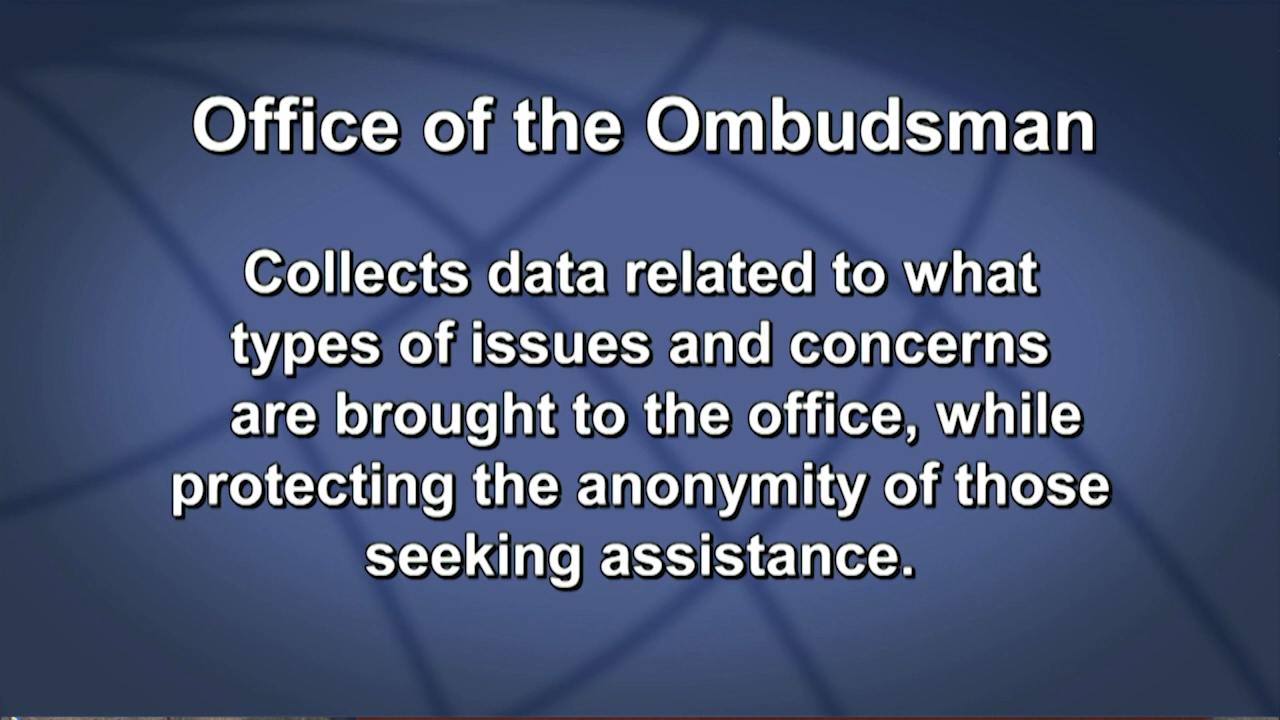 Office of the Ombudsman
Collects data related to what
types of issues and concerns
are brought to the office, while
protecting the anonymity of those
seeking assistance.